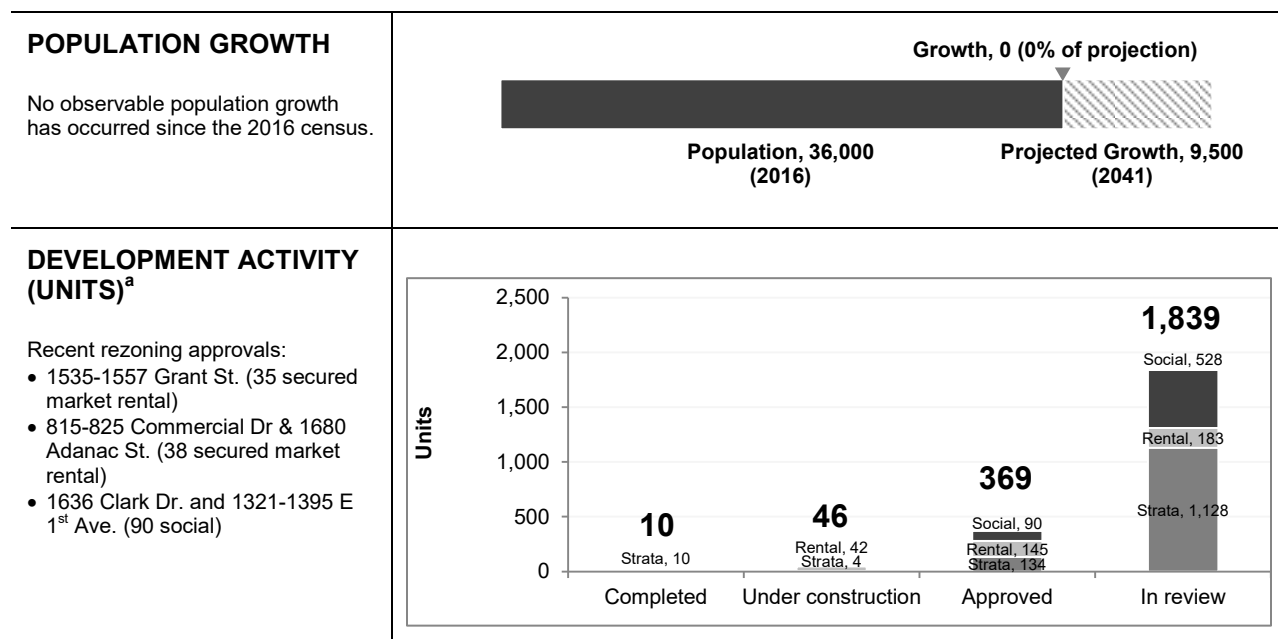 POPULATION GROWTH
No observable population growth
has occurred since the 2016 census.
Growth, 0 (0% of projection)
Population, 36,000
(2016)
Projected Growth, 9,500
(2041)
DEVELOPMENT ACTIVITY
(UNITS)a
Recent rezoning approvals:
• 1535-1557 Grant St. (35 secured
market rental)
• 815-825 Commercial Dr & 1680
Adanac St. (38 secured market
rental)
• 1636 Clark Dr. and 1321-1395 E
1st Ave. (90 social)
Units
2,500
2,000
1,500
1,000
500
0
10
Strata, 10
46
Rental, 42
Strata, 4
369
Social, 90
Rental, 145
Strata, 134
1,839
Social, 528
Rental, 183
Strata, 1,128
Completed
Under construction
Approved
In review